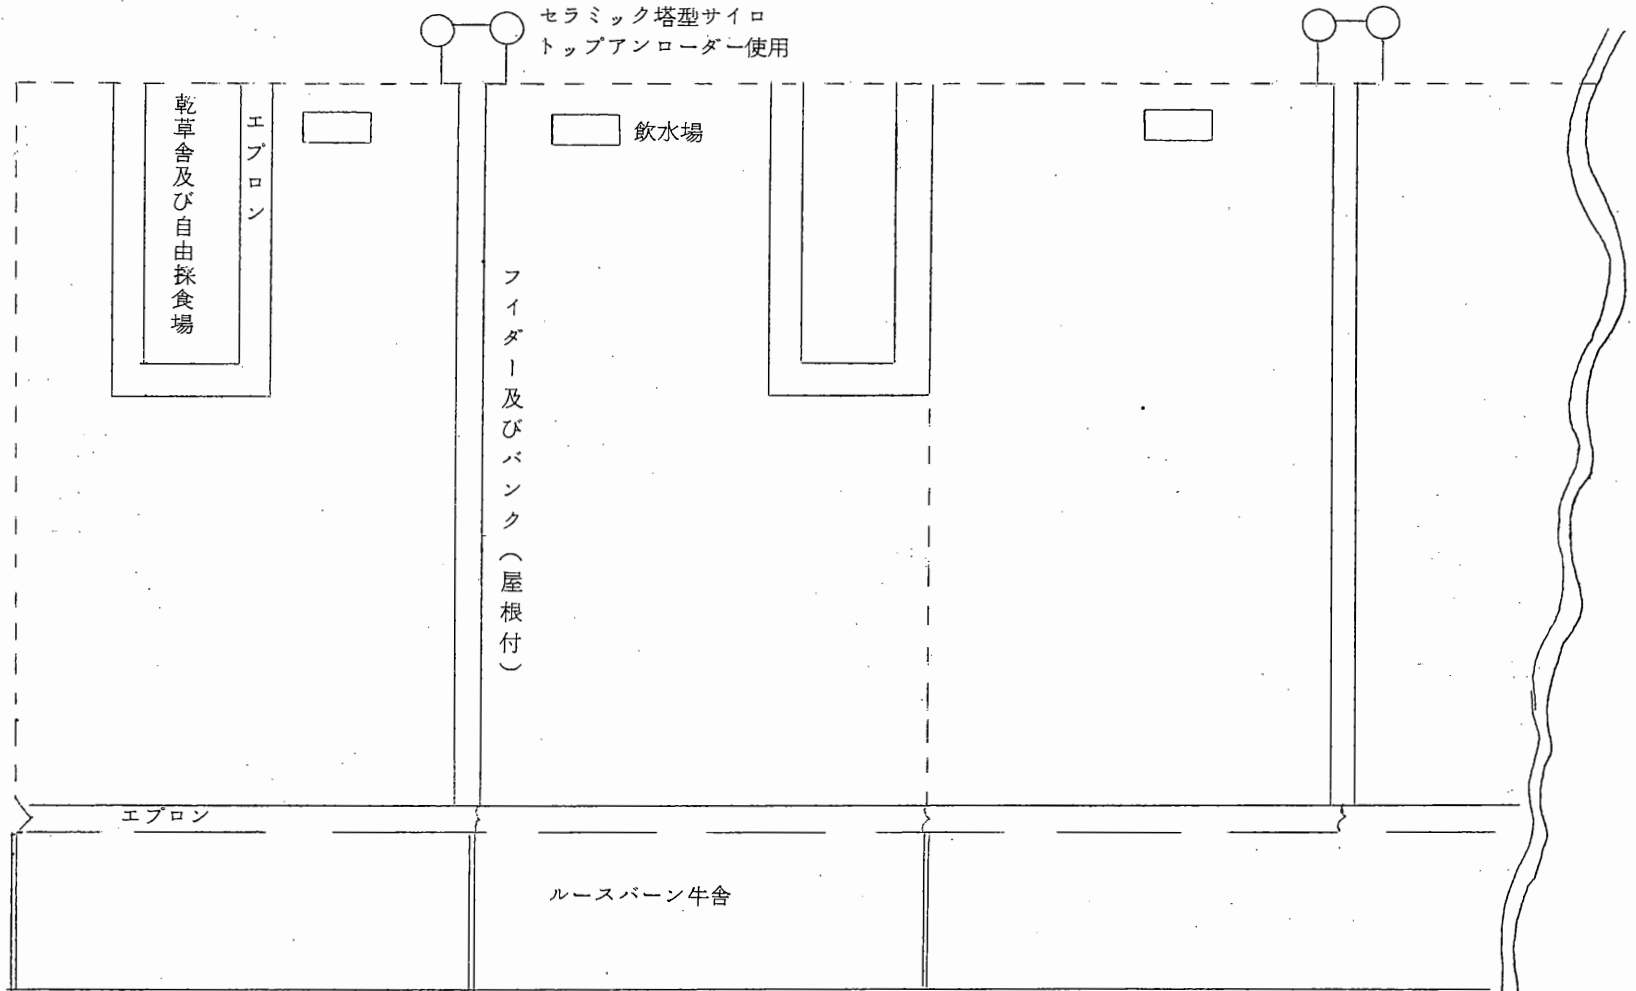 セラミック塔型サイロ
トップアンローダー使用
乾草舎及び自由採食場
エプロン
飲水場
フイダー及びバンク(屋根付)
エプロン
ルースバーン牛舎